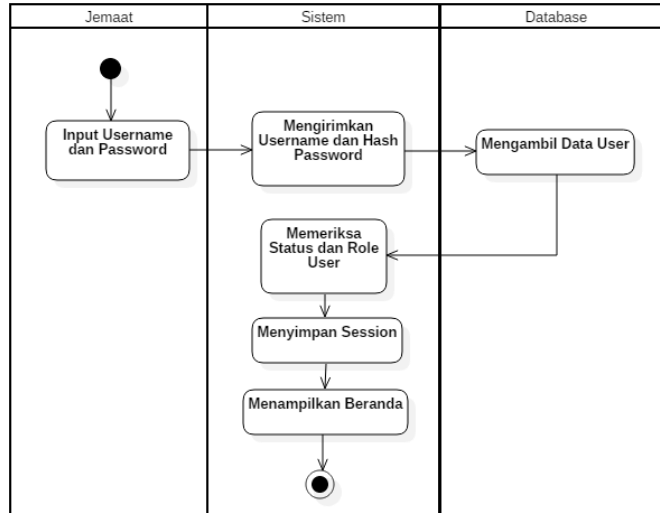 Jemaat
Sistem
Database
Input Username
dan Password
Mengirimkan
Username dan Hash
Password
Mengambil Data User
Memeriksa
Status dan Role
User
Menyimpan Session
Menampilkan Beranda